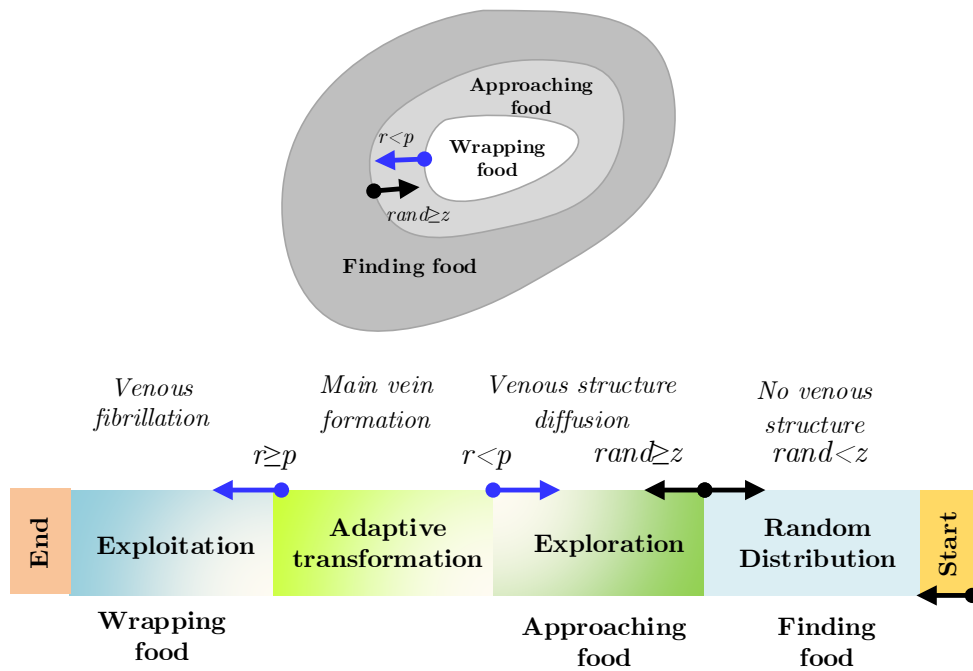 Approaching
food
r<p
Wrapping
food
rand≥z
Finding food
Venous
fibrillation
Main vein
formation
Venous structure
diffusion
No venous
structure
r≥p
r<p
rand≥z
rand<z
End
Exploitation
Adaptive
transformation
Exploration
Random
Distribution
Start
Wrapping
food
Approaching
food
Finding
food